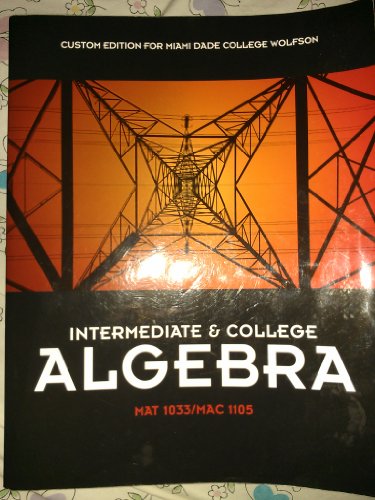 CUSTOM EDITION FOR MIAMI DADE COLLEGE WOLFSON
INTERMEDIATE & COLLEGE
ALGEBRA
MAT 1033/MAC 1105